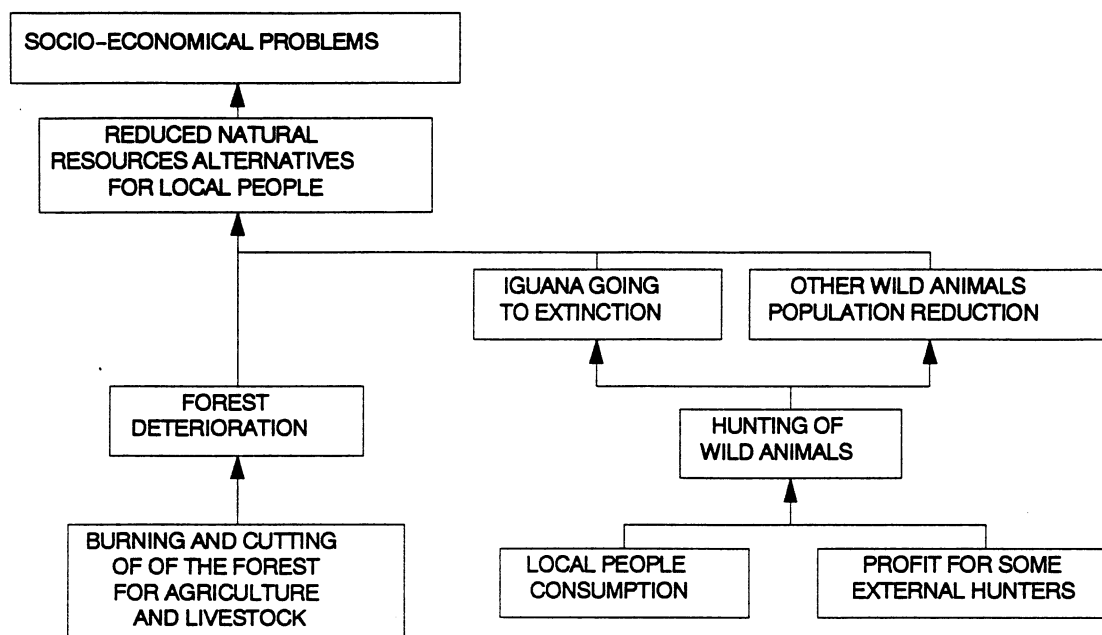 SOCIO-ECONOMICAL PROBLEMS
REDUCED NATURAL
RESOURCES ALTERNATIVES
FOR LOCAL PEOPLE
IGUANA GOING
TO EXTINCTION
OTHER WILD ANIMALS
POPULATION REDUCTION
FOREST
DETERIORATION
HUNTING OF
WILD ANIMALS
BURNING AND CUTTING
OF OF THE FOREST
FOR AGRICULTURE
AND LIVESTOCK
LOCAL PEOPLE
CONSUMPTION
PROFIT FOR SOME
EXTERNAL HUNTERS